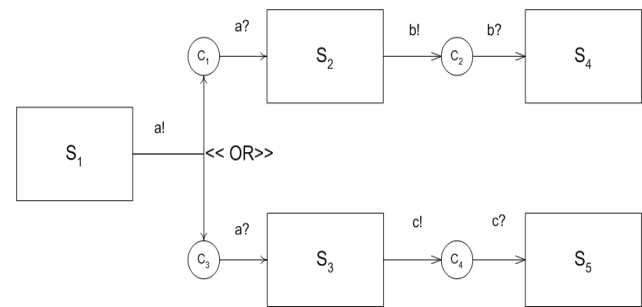 a? b! b?
C1 S2 C2 S4
a!
S1 << OR>>
a? c! c?
C3 S3 C4 S5